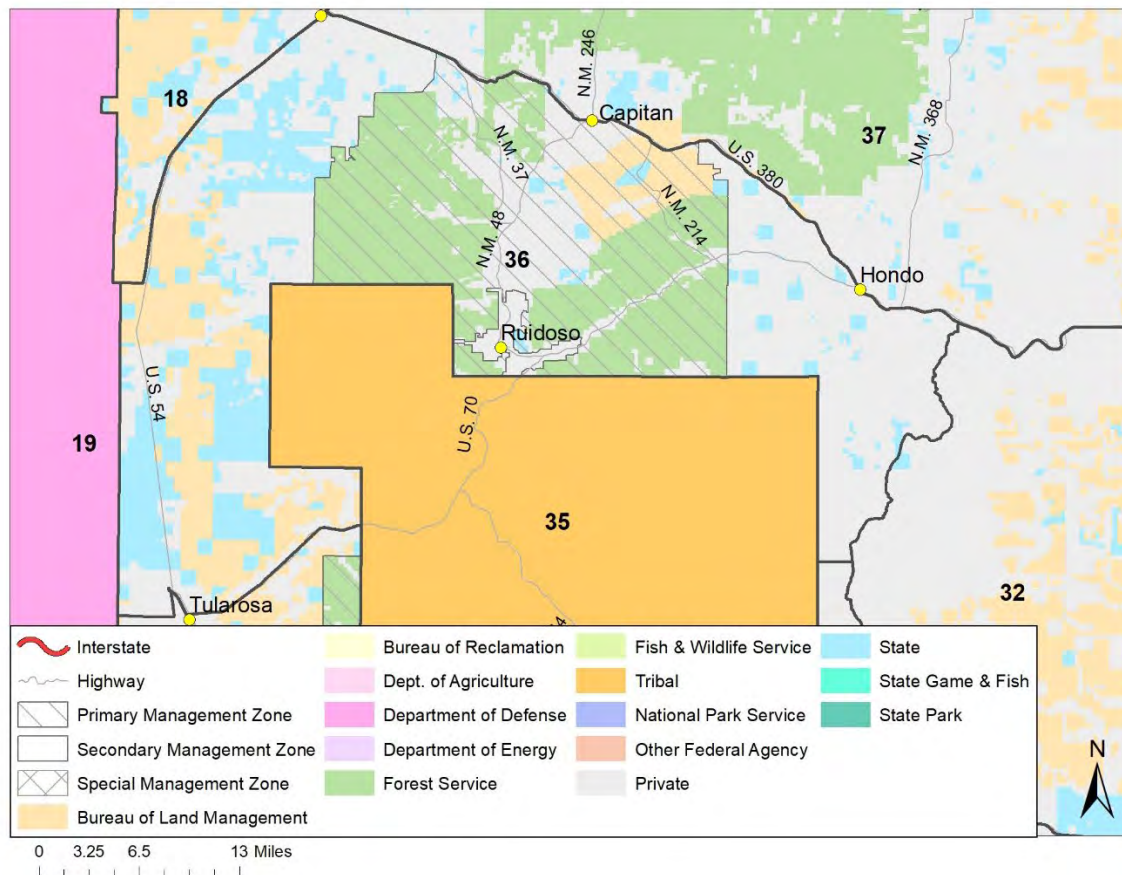 18
N.M. 246
Capitan
N.M. 37
37
N.M. 368
U.S. 380
N.M. 214
N.M. 48
36
Hondo
Ruidoso
U.S. 54
U.S. 70
19
35
32
Tularosa
Interstate
Highway
Primary Management Zone
Secondary Management Zone
Special Management Zone
Bureau of Land Management
Bureau of Reclamation
Dept. of Agriculture
Department of Defense
Department of Energy
Forest Service
Fish & Wildlife Service
Tribal
National Park Service
Other Federal Agency
Private
State
State Game & Fish
State Park
N
0 3.25 6.5 13 Miles